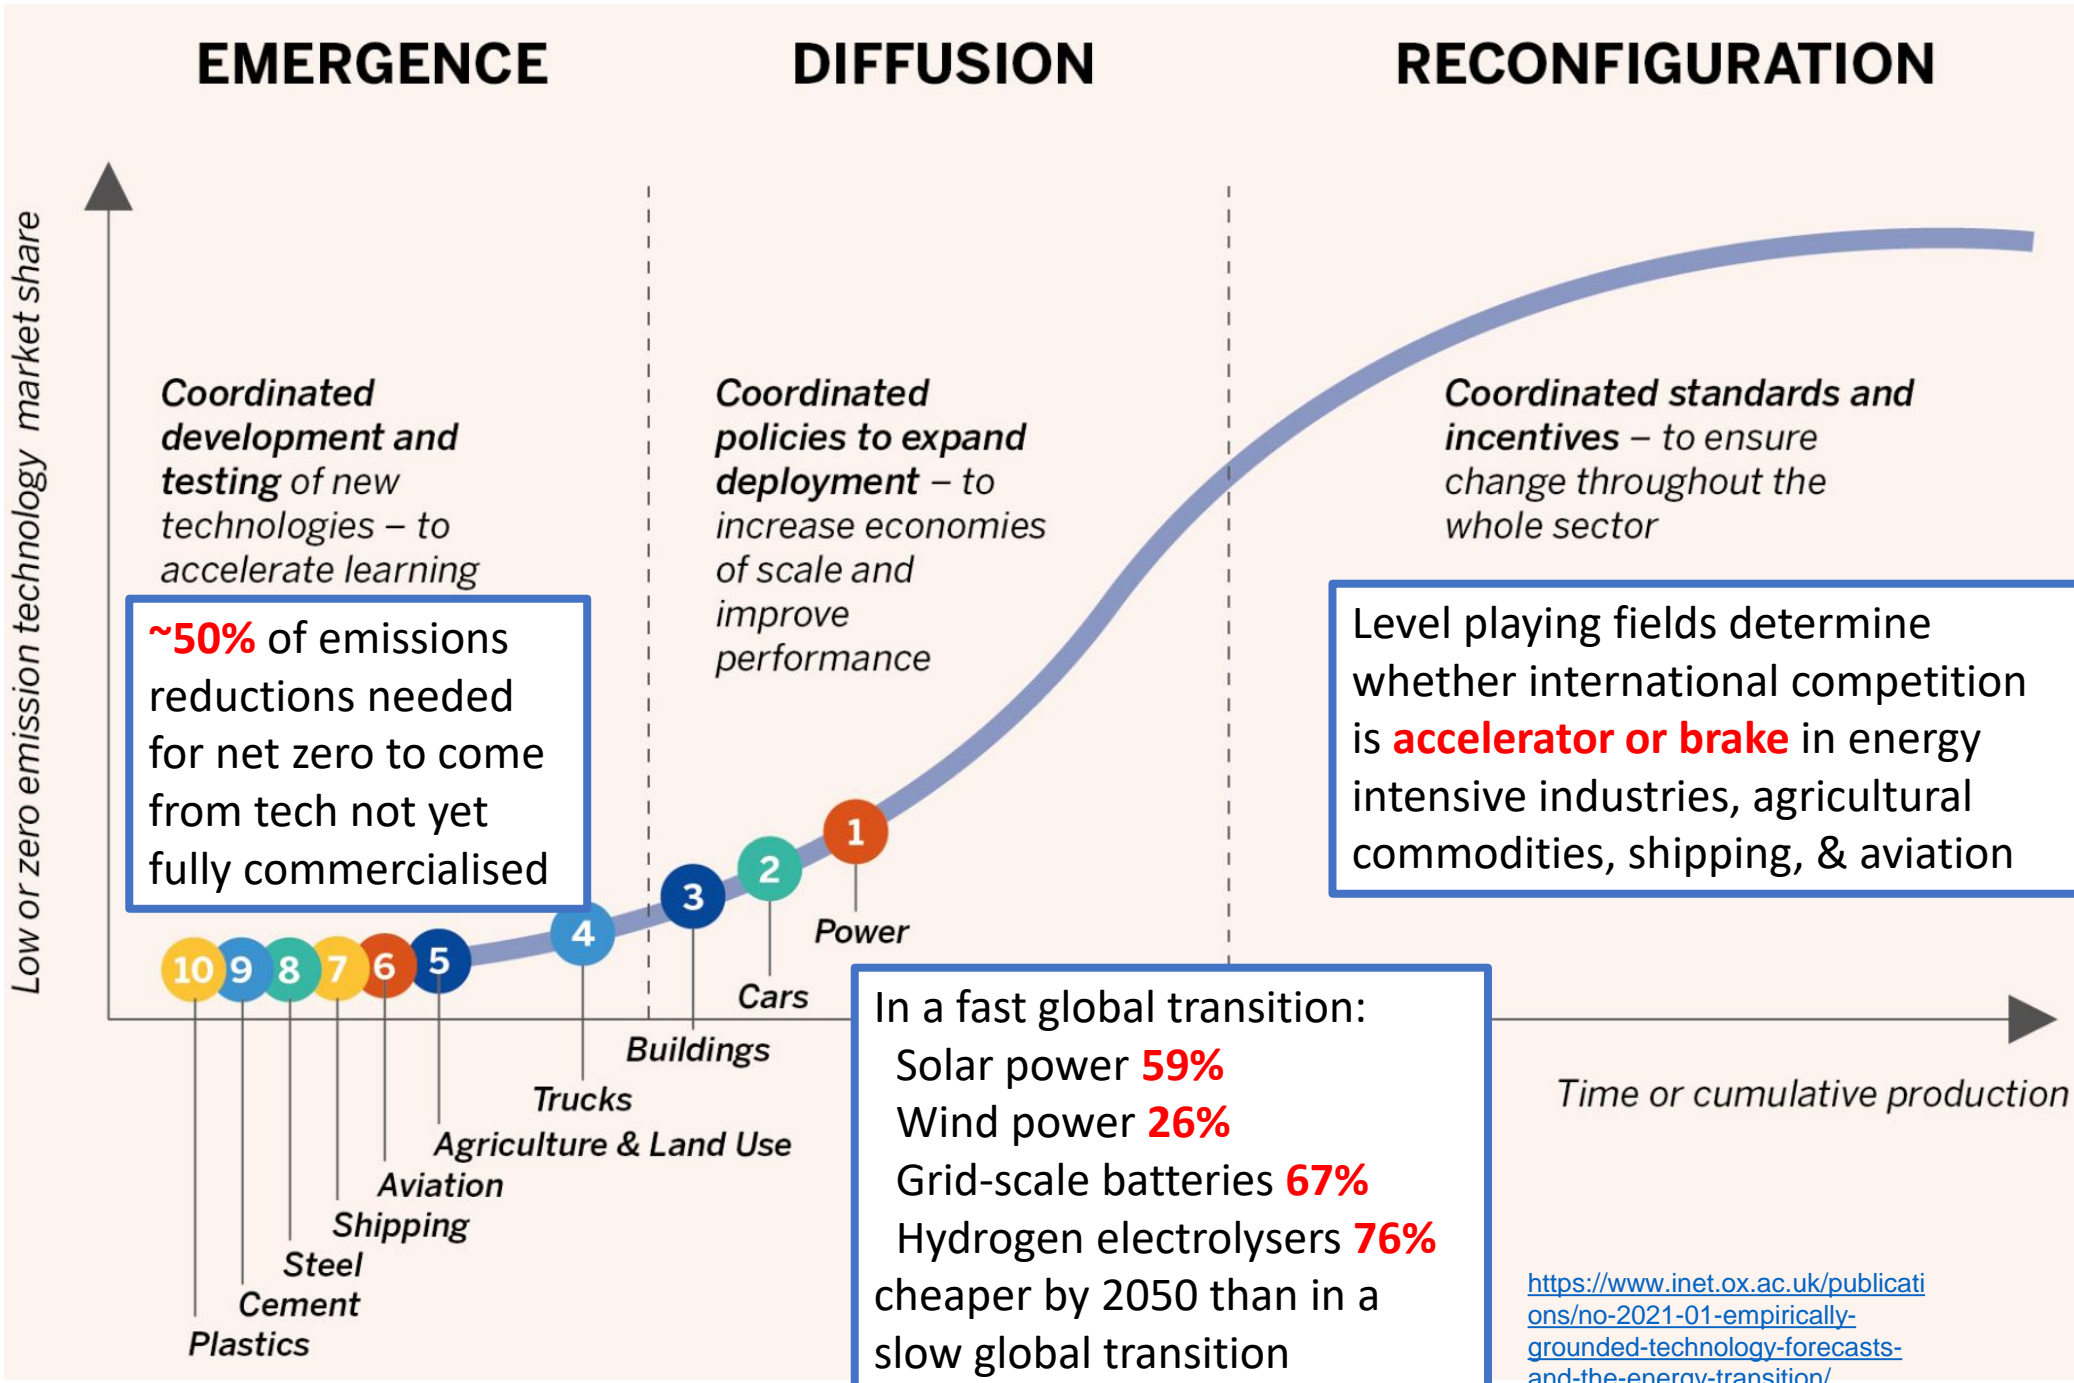 EMERGENCE
DIFFUSION
RECONFIGURATION
Low or zero emission technology market share
Coordinated
development and
testing of new
technologies – to
accelerate learning
~50% of emissions
reductions needed
for net zero to come
from tech not yet
fully commercialised
Coordinated
policies to expand
deployment – to
increase economies
of scale and
improve
performance
Coordinated standards and
incentives – to ensure
change throughout the
whole sector
Level playing fields determine
whether international competition
is accelerator or brake in energy
intensive industries, agricultural
commodities, shipping, & aviation
10
9
8
7
6
5
4
3
2
1
Power
Cars
Buildings
Trucks
Agriculture & Land Use
Aviation
Shipping
Steel
Cement
Plastics
In a fast global transition:
Solar power 59%
Wind power 26%
Grid-scale batteries 67%
Hydrogen electrolysers 76%
cheaper by 2050 than in a
slow global transition
Time or cumulative production
https://www.inet.ox.ac.uk/publicati
ons/no-2021-01-empirically-
grounded-technology-forecasts-
and-the-energy-transition/